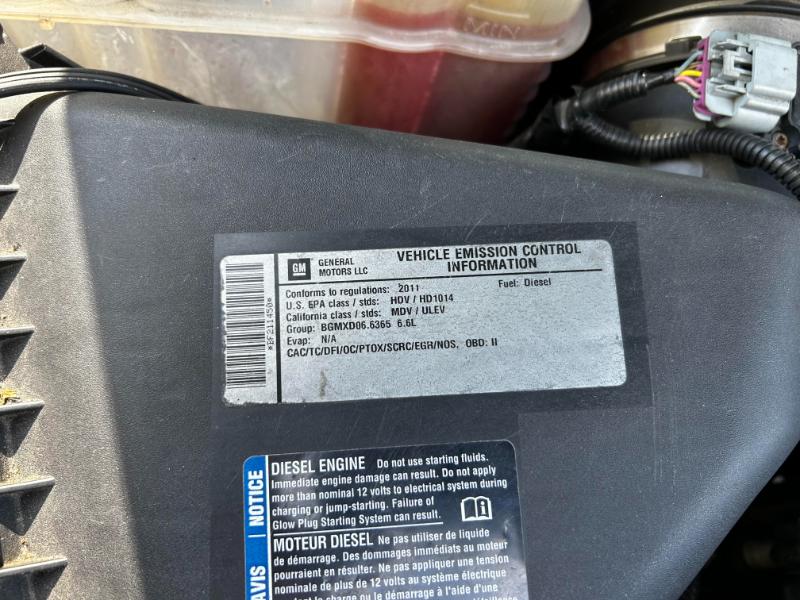 MIN
GM GENERAL MOTORS LLC
VEHICLE EMISSION CONTROL
INFORMATION
Conforms to regulations: 2011 Fuel: Diesel
U.S. EPA class / stds: HDV / HD1014
California class / stds: MDV / ULEV
Group: BGMXD06.6365 6.6L
Evap: N/A
CAC/TC/DFI/OC/PTOX/SCRC/EGR/NOS, OBD: II
*BF211450*
AVIS | NOTICE
DIESEL ENGINE Do not use starting fluids.
Immediate engine damage can result. Do not apply
more than nominal 12 volts to electrical system during
charging or jump-starting. Failure of
Glow Plug Starting System can result.
MOTEUR DIESEL Ne pas utiliser de liquide
de démarrage. Des dommages immédiats au moteur
pourraient en résulter. Ne pas appliquer une tension
nominale de plus de 12 volts au système électrique